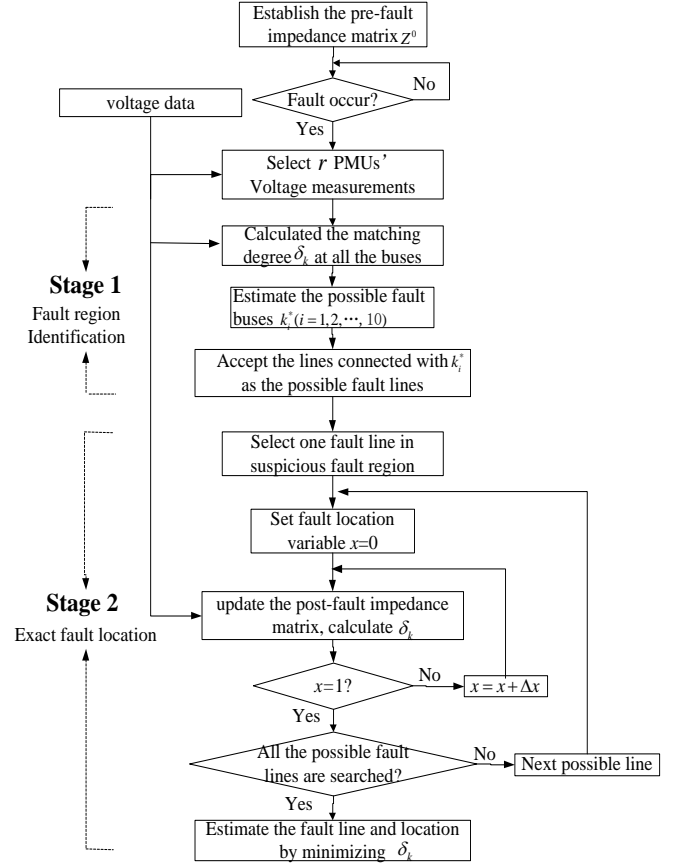 Establish the pre-fault
impedance matrix Z⁰
No
Fault occur?
voltage data
Yes
Select r PMUs'
Voltage measurements
Calculated the matching
degree δₖ at all the buses
Stage 1
Fault region
Identification
Estimate the possible fault
buses kᵢ*(i=1,2,⋯, 10)
Accept the lines connected with kᵢ*
as the possible fault lines
Select one fault line in
suspicious fault region
Set fault location
variable x=0
Stage 2
Exact fault location
update the post-fault impedance
matrix, calculate δₖ
x=1?
No
x = x + Δx
Yes
All the possible fault
lines are searched?
No
Next possible line
Yes
Estimate the fault line and location
by minimizing δₖ